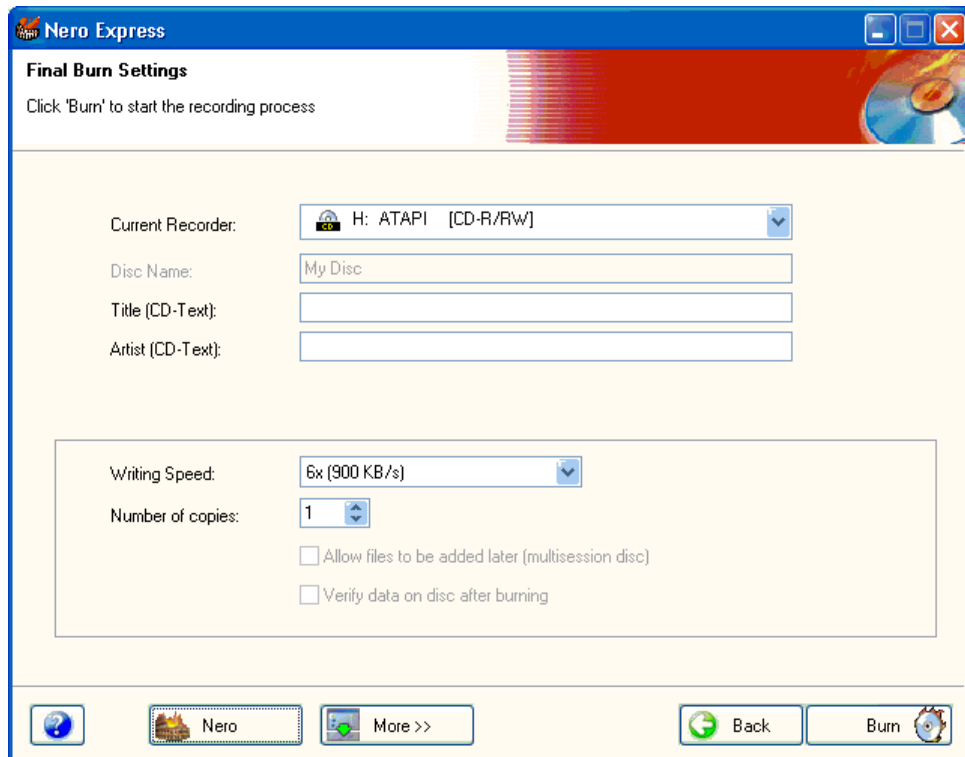 Nero Express
Final Burn Settings
Click 'Burn' to start the recording process
Current Recorder: H: ATAPI [CD-R/RW]
Disc Name: My Disc
Title (CD-Text):
Artist (CD-Text):
Writing Speed: 6x (900 KB/s)
Number of copies: 1
Allow files to be added later (multisession disc)
Verify data on disc after burning
Nero More >> Back Burn